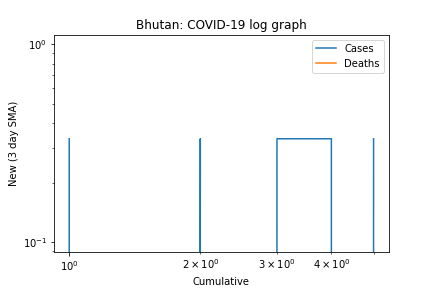 Bhutan: COVID-19 log graph
Cases
Deaths
New (3 day SMA)
10⁰
10⁻¹
10⁰
2 × 10⁰
3 × 10⁰
4 × 10⁰
Cumulative